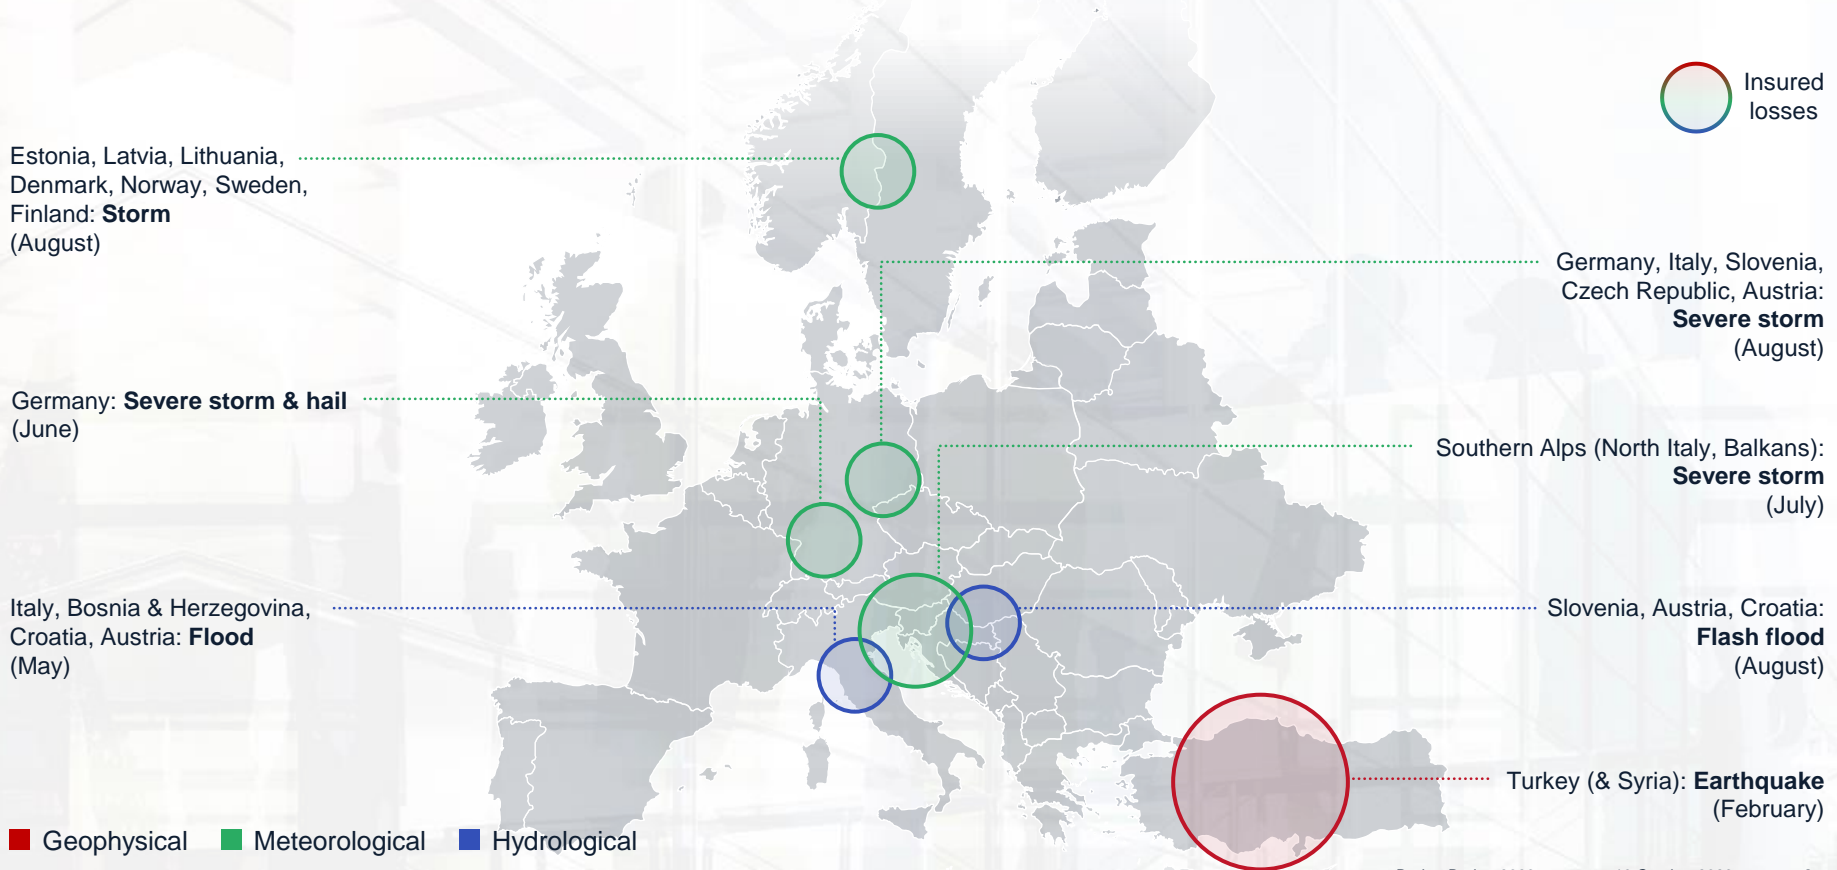 Insured
losses
Estonia, Latvia, Lithuania,
Denmark, Norway, Sweden,
Finland: Storm
(August)
Germany, Italy, Slovenia,
Czech Republic, Austria:
Severe storm
(August)
Germany: Severe storm & hail
(June)
Southern Alps (North Italy, Balkans):
Severe storm
(July)
Italy, Bosnia & Herzegovina,
Croatia, Austria: Flood
(May)
Slovenia, Austria, Croatia:
Flash flood
(August)
Turkey (& Syria): Earthquake
(February)
Geophysical
Meteorological
Hydrological